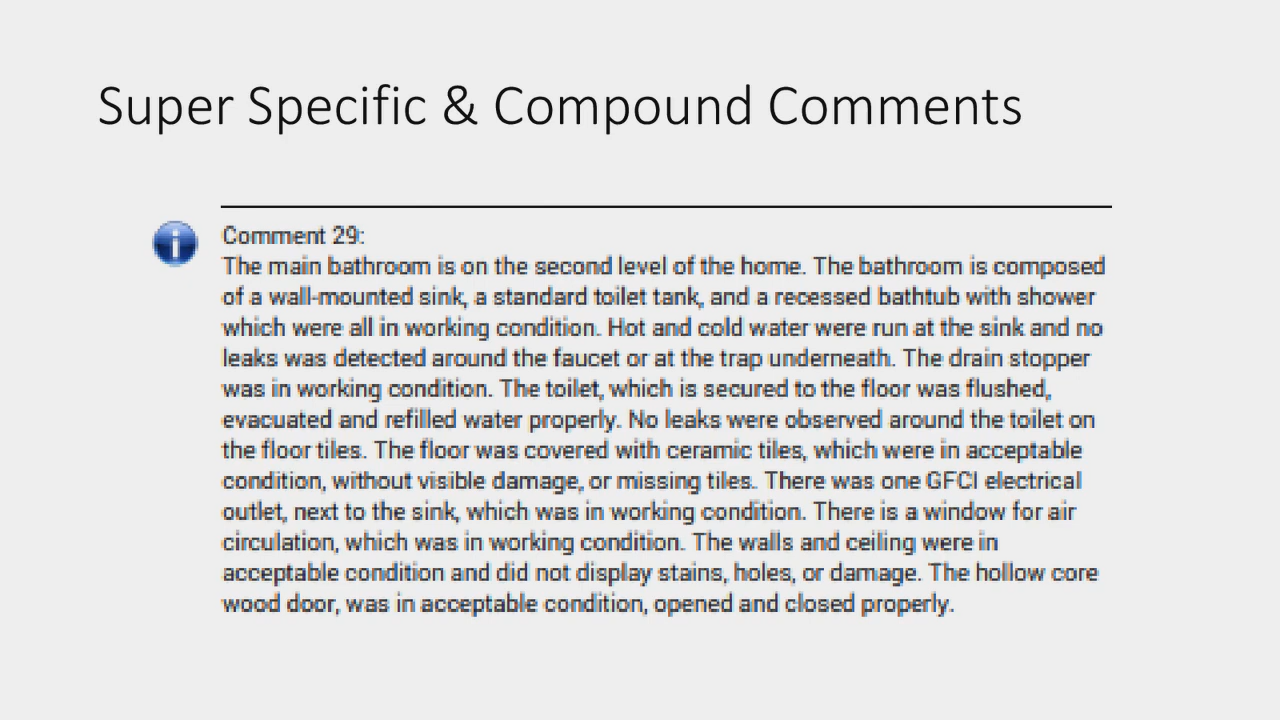 Super Specific & Compound Comments
i
Comment 29:
The main bathroom is on the second level of the home. The bathroom is composed
of a wall-mounted sink, a standard toilet tank, and a recessed bathtub with shower
which were all in working condition. Hot and cold water were run at the sink and no
leaks was detected around the faucet or at the trap underneath. The drain stopper
was in working condition. The toilet, which is secured to the floor was flushed,
evacuated and refilled water properly. No leaks were observed around the toilet on
the floor tiles. The floor was covered with ceramic tiles, which were in acceptable
condition, without visible damage, or missing tiles. There was one GFCI electrical
outlet, next to the sink, which was in working condition. There is a window for air
circulation, which was in working condition. The walls and ceiling were in
acceptable condition and did not display stains, holes, or damage. The hollow core
wood door, was in acceptable condition, opened and closed properly.